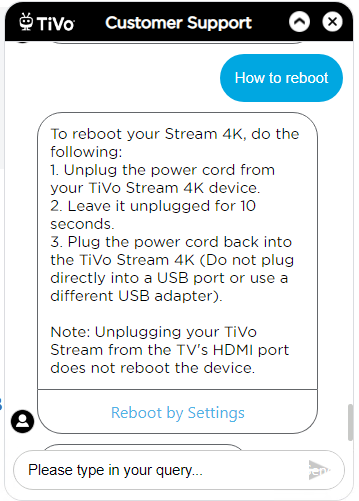 TiVo Customer Support
How to reboot
To reboot your Stream 4K, do the
following:
1. Unplug the power cord from
your TiVo Stream 4K device.
2. Leave it unplugged for 10
seconds.
3. Plug the power cord back into
the TiVo Stream 4K (Do not plug
directly into a USB port or use a
different USB adapter).
Note: Unplugging your TiVo
Stream from the TV's HDMI port
does not reboot the device.
Reboot by Settings
Please type in your query...